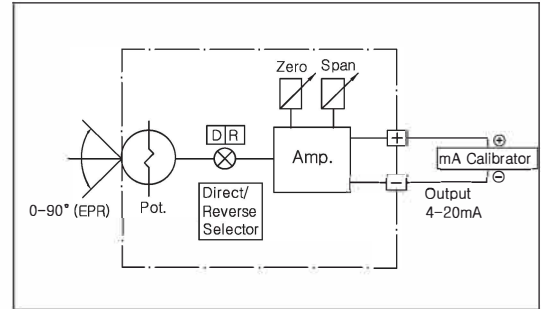 Zero Span
D R
Amp.
+
⊕
mA Calibrator
−
⊖
0-90° (EPR)
Pot.
Direct/
Reverse
Selector
Output
4-20mA